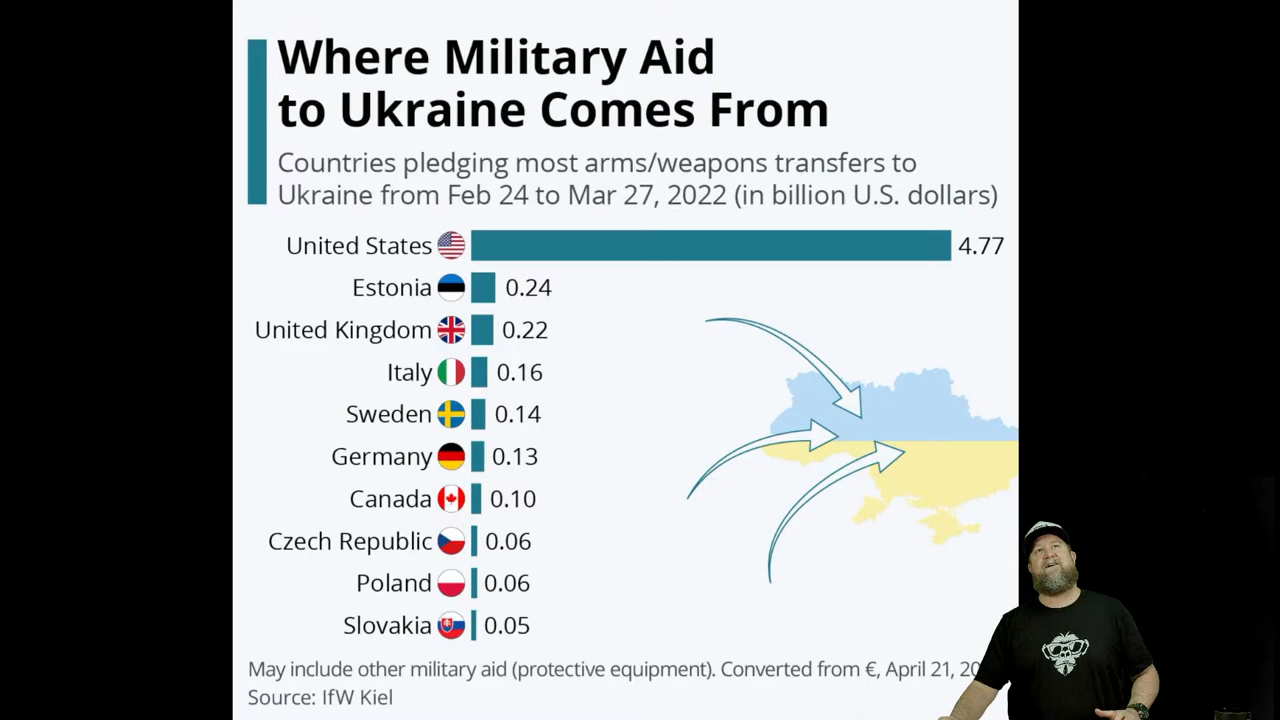 Where Military Aid
to Ukraine Comes From
Countries pledging most arms/weapons transfers to
Ukraine from Feb 24 to Mar 27, 2022 (in billion U.S. dollars)
United States 4.77
Estonia 0.24
United Kingdom 0.22
Italy 0.16
Sweden 0.14
Germany 0.13
Canada 0.10
Czech Republic 0.06
Poland 0.06
Slovakia 0.05
May include other military aid (protective equipment). Converted from €, April 21,
Source: IfW Kiel